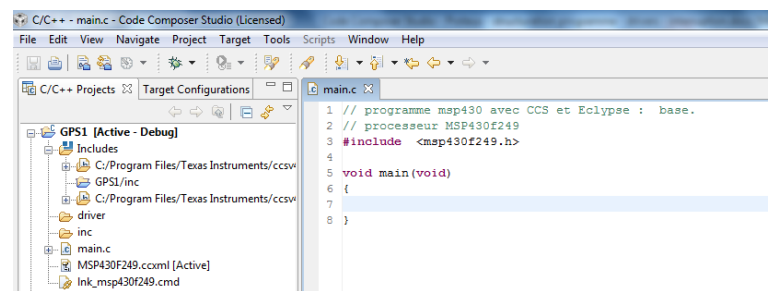 C/C++ - main.c - Code Composer Studio (Licensed)
File Edit View Navigate Project Target Tools Scripts Window Help
C/C++ Projects Target Configurations
main.c
GPS1 [Active - Debug]
Includes
C:/Program Files/Texas Instruments/ccsv
GPS1/inc
C:/Program Files/Texas Instruments/ccsv
driver
inc
main.c
MSP430F249.ccxml [Active]
lnk_msp430f249.cmd
1 // programme msp430 avec CCS et Eclypse : base.
2 // processeur MSP430f249
3 #include <msp430f249.h>
4
5 void main(void)
6 {
7
8 }